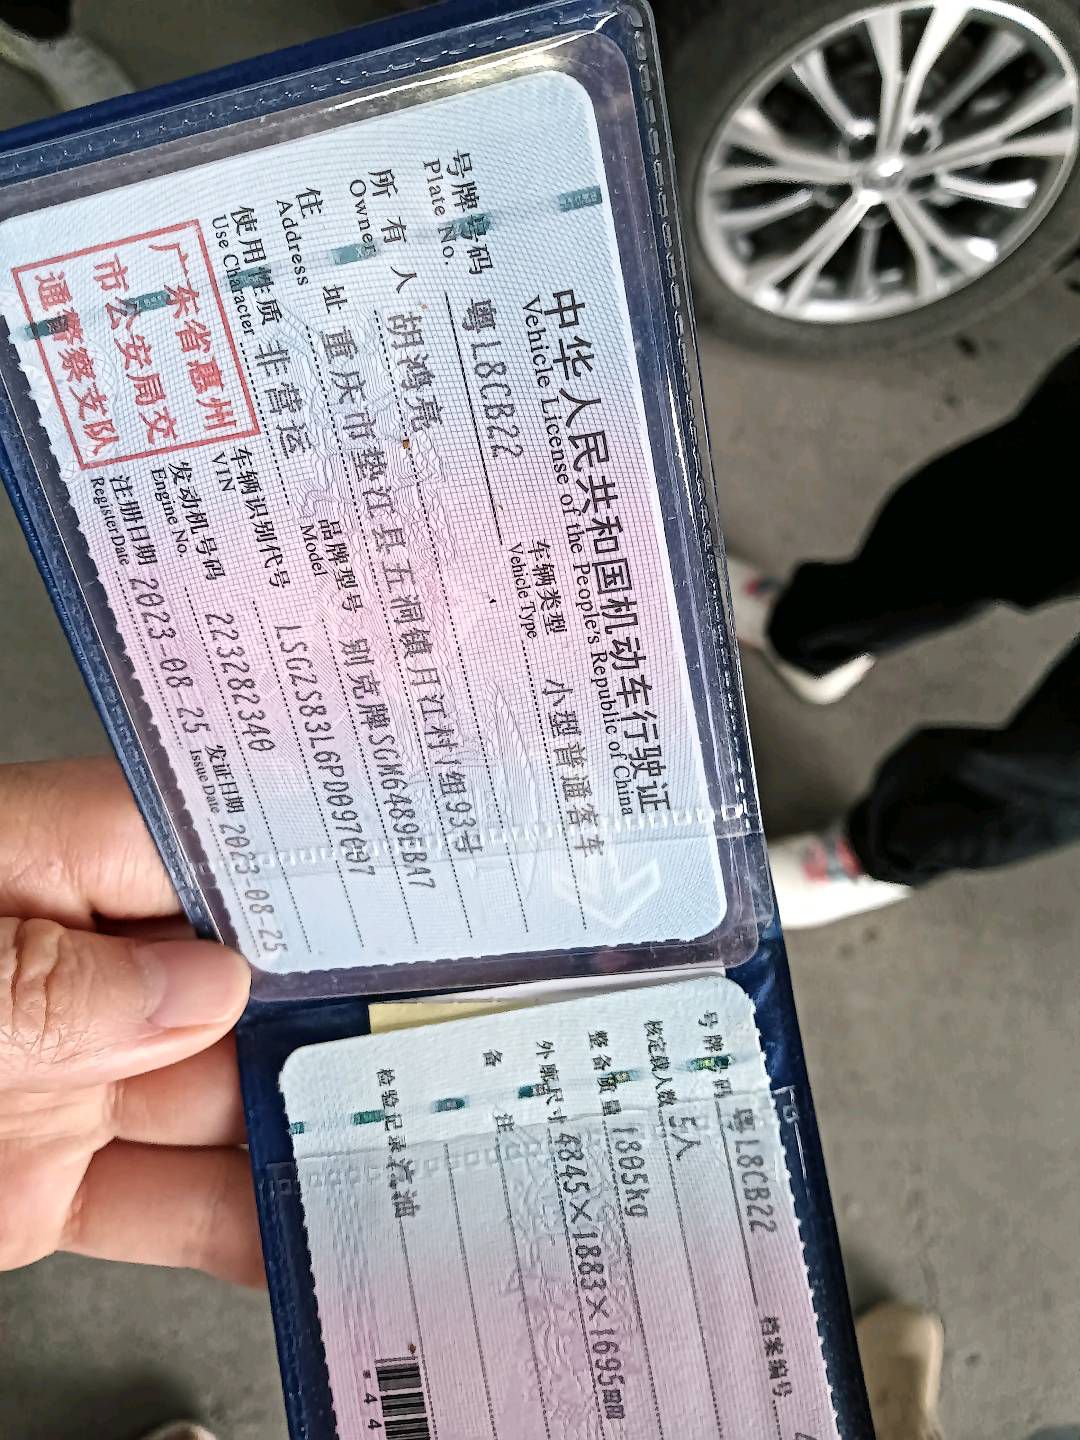 中华人民共和国机动车行驶证
Vehicle License of the People's Republic of China
号牌号码 粤L8CB22 车辆类型 小型普通客车
Plate No. Vehicle Type
所有人 胡鸿亮
Owner
住址 重庆市垫江县五洞镇月江村1组93号
Address
使用性质 非营运 品牌型号 别克牌SGM6489BBA7
Use Character Model
广东省惠州
市公安局交
通警察支队
车辆识别代号 LSGZS83L6PD097097
VIN
发动机号码 223282340
Engine No.
注册日期 2023-08-25 发证日期 2023-08-25
Register Date Issue Date
号牌号码 粤L8CB22 档案编号
核定载人数 5人
整备质量 1805kg
外廓尺寸 4845×1883×1695mm
备注
检验记录 汽油
*44